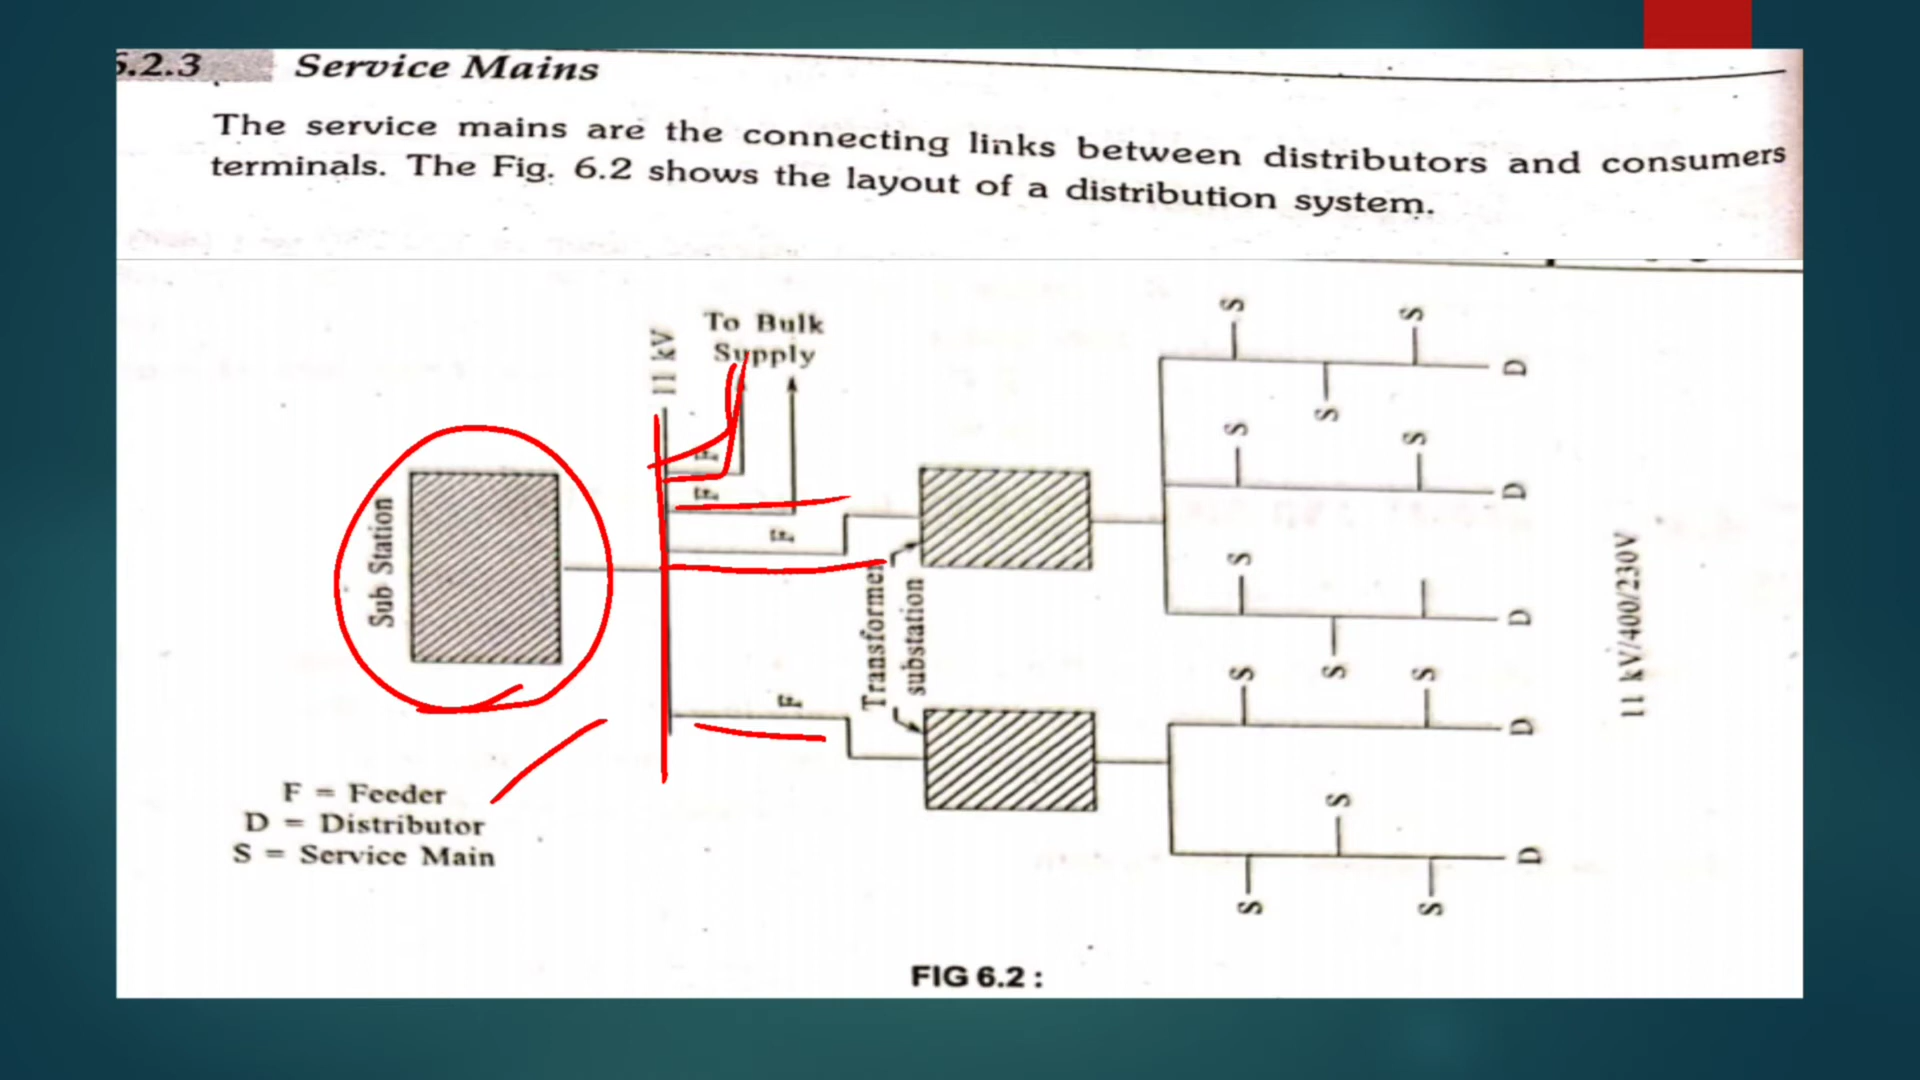 6.2.3 Service Mains
The service mains are the connecting links between distributors and consumers
terminals. The Fig. 6.2 shows the layout of a distribution system.
To Bulk
Supply
11 kV
Sub Station
F
F
F
F
Transformer
substation
S
S
S
D
S
S
D
S
S
D
S
S
D
S
S
S
D
11 kV/400/230V
F = Feeder
D = Distributor
S = Service Main
FIG 6.2 :